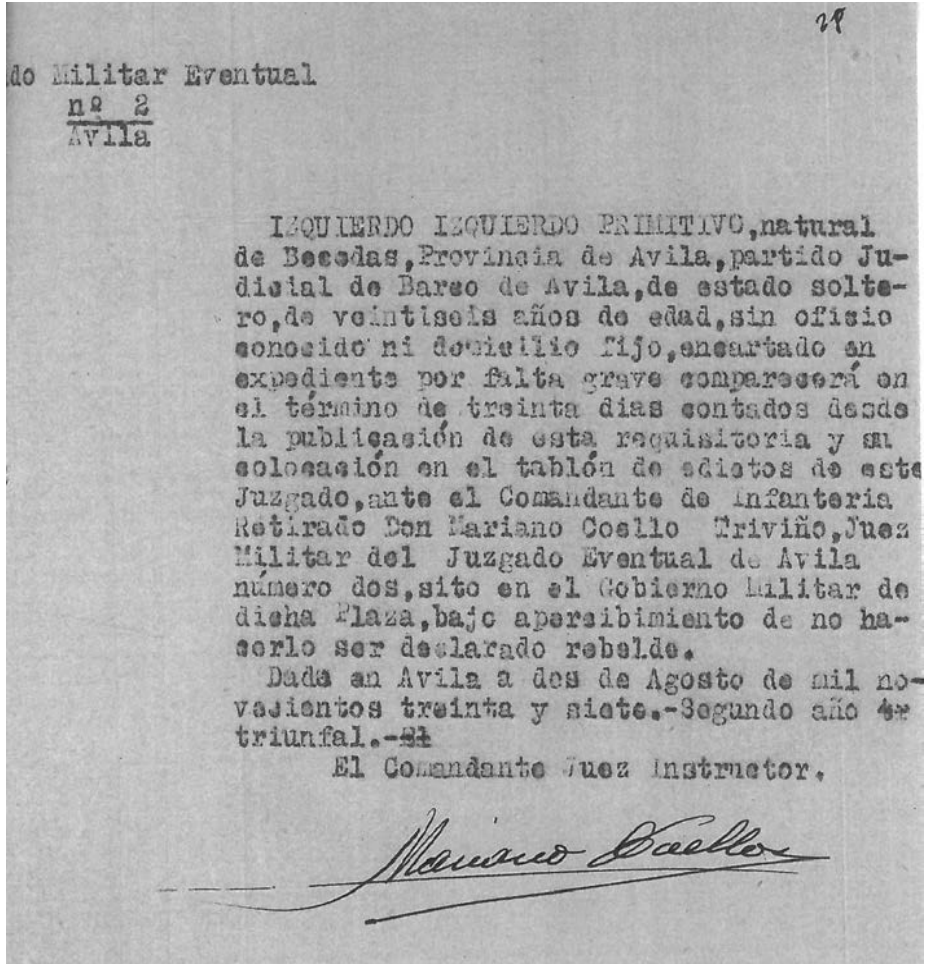 28
do Militar Eventual
nº 2
Avila
IZQUIERDO IZQUIERDO PRIMITIVO,natural
de Becedas,Provincia de Avila,partido Ju-
dicial de Barco de Avila,de estado solte-
ro,de veintiseis años de edad,sin oficio
conocido ni domicilio fijo,encartado en
expediente por falta grave comparecerá en
el término de treinta dias contados desde
la publicación de esta requisitoria y su
colocación en el tablón de edictos de este
Juzgado,ante el Comandante de Infanteria
Retirado Don Mariano Coello Triviño,Juez
Militar del Juzgado Eventual de Avila
número dos,sito en el Gobierno Militar de
dicha Plaza,bajo apercibimiento de no ha-
cerlo ser declarado rebelde.
Dada en Avila a dos de Agosto de mil no-
vecientos treinta y siete.-Segundo año
triunfal.-El
El Comandante Juez Instructor.
Mariano Coello